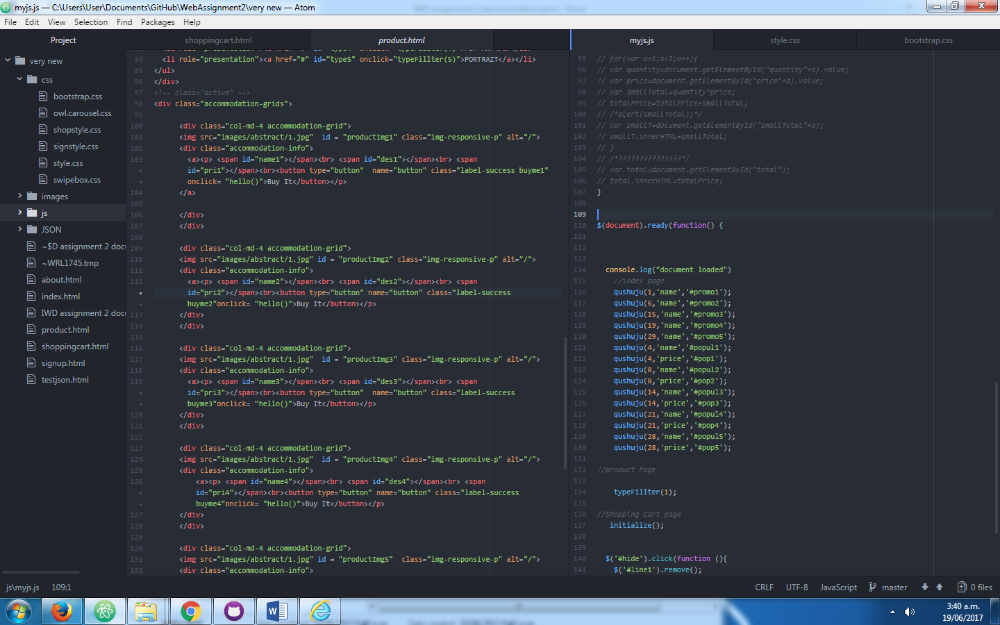 myjs.js — C:\Users\User\Documents\GitHub\WebAssignment2\very new — Atom
File Edit View Selection Find Packages Help
Project
very new
css
bootstrap.css
owl.carousel.css
shopstyle.css
signstyle.css
style.css
swipebox.css
images
js
JSON
~$D assignment 2 docu
~WRL1745.tmp
about.html
index.html
IWD assignment 2 docu
product.html
shoppingcart.html
signup.html
testjson.html
shoppingcart.html product.html
94 <li role="presentation"><a href="#" id="type5" onclick="typeFillter(5)">PORTRAIT</a></li>
95 </ul>
96 </div>
97 <!-- class="active" -->
98 <div class="accommodation-grids">
99
100 <div class="col-md-4 accommodation-grid">
101 <img src="images/abstract/1.jpg"  id = "productImg1" class="img-responsive-p" alt="/">
102 <div class="accommodation-info">
103 <a><p> <span id="name1"></span><br> <span id="des1"></span><br> <span
• id="pri1"></span><br><button type="button"  name="button" class="label-success buyme1"
• onclick= "hello()">Buy It</button></p>
104 </a>
105
106 </div>
107 </div>
108
109 <div class="col-md-4 accommodation-grid">
110 <img src="images/abstract/1.jpg" id = "productImg2" class="img-responsive-p" alt="/">
111 <div class="accommodation-info">
112 <a><p> <span id="name2"></span><br> <span id="des2"></span><br> <span
• id="pri2"></span><br><button type="button" name="button" class="label-success
• buyme2"onclick= "hello()">Buy It</button></p>
113 </div>
114 </div>
115
116 <div class="col-md-4 accommodation-grid">
117 <img src="images/abstract/1.jpg"  id = "productImg3" class="img-responsive-p" alt="/">
118 <div class="accommodation-info">
119 <a><p> <span id="name3"></span><br> <span id="des3"></span><br> <span
• id="pri3"></span><br><button type="button"  name="button" class="label-success
• buyme3"onclick= "hello()">Buy It</button></p>
120 </div>
121 </div>
122
123 <div class="col-md-4 accommodation-grid">
124 <img src="images/abstract/1.jpg"  id = "productImg4" class="img-responsive-p" alt="/">
125 <div class="accommodation-info">
126 <a><p> <span id="name4"></span><br> <span id="des4"></span><br> <span
• id="pri4"></span><br><button type="button" name="button" class="label-success
• buyme4"onclick= "hello()">Buy It</button></p>
127 </div>
128 </div>
129
130 <div class="col-md-4 accommodation-grid">
131 <img src="images/abstract/1.jpg" id = "productImg5"  class="img-responsive-p" alt="/">
132 <div class="accommodation-info">
myjs.js style.css bootstrap.css
95 // for(var a=1;a<3;a++){
96 // var quantity=document.getElementById("quantity"+a).value;
97 // var price=document.getElementById("price"+a).value;
98 // var smallTotal=quantity*price;
99 // totalPrice=totalPrice+smallTotal;
100 // /*alert(smallTotal);*/
101 // var smallT=document.getElementById("smallTotal"+a);
102 // smallT.innerHTML=smallTotal;
103 // }
104 // /*???????????????*/
105 // var total=document.getElementById("total");
106 // total.innerHTML=totalPrice;
107 }
108
109
110 $(document).ready(function() {
111
112
113
114 console.log("document loaded")
115 //index page
116 qushuju(1,'name','#promo1');
117 qushuju(6,'name','#promo2');
118 qushuju(15,'name','#promo3');
119 qushuju(19,'name','#promo4');
120 qushuju(29,'name','#promo5');
121 qushuju(4,'name','#popul1');
122 qushuju(4,'price','#pop1');
123 qushuju(8,'name','#popul2');
124 qushuju(8,'price','#pop2');
125 qushuju(14,'name','#popul3');
126 qushuju(14,'price','#pop3');
127 qushuju(21,'name','#popul4');
128 qushuju(21,'price','#pop4');
129 qushuju(28,'name','#popul5');
130 qushuju(28,'price','#pop5');
131
132 //product Page
133
134 typeFillter(1);
135
136 //Shopping Cart page
137 initialize();
138
139
140 $('#hide').click(function (){
141 $('#line1').remove();
js\myjs.js 109:1 CRLF UTF-8 JavaScript master 0 files
3:40 a.m.
19/06/2017